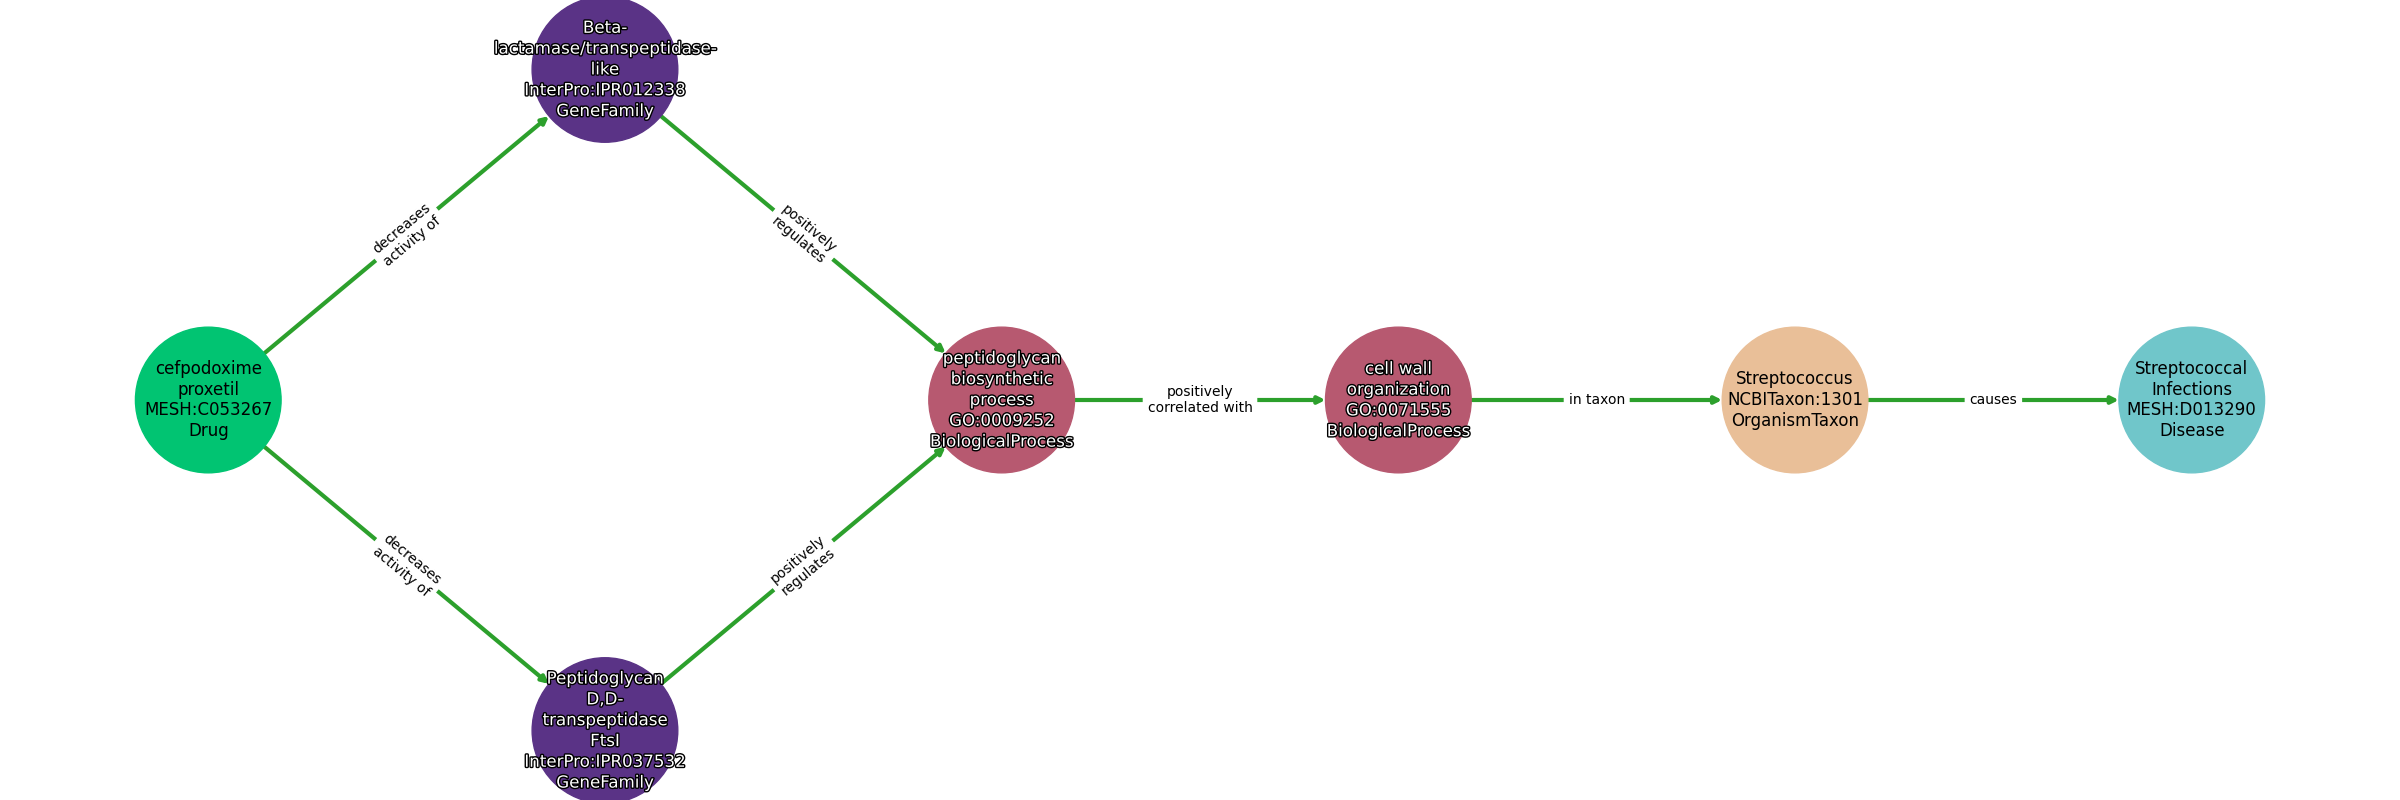 Beta-
lactamase/transpeptidase-
like
InterPro:IPR012338
GeneFamily
decreases
activity of
positively
regulates
cefpodoxime
proxetil
MESH:C053267
Drug
peptidoglycan
biosynthetic
process
GO:0009252
BiologicalProcess
positively
correlated with
cell wall
organization
GO:0071555
BiologicalProcess
in taxon
Streptococcus
NCBITaxon:1301
OrganismTaxon
causes
Streptococcal
Infections
MESH:D013290
Disease
decreases
activity of
positively
regulates
Peptidoglycan
D,D-
transpeptidase
FtsI
InterPro:IPR037532
GeneFamily